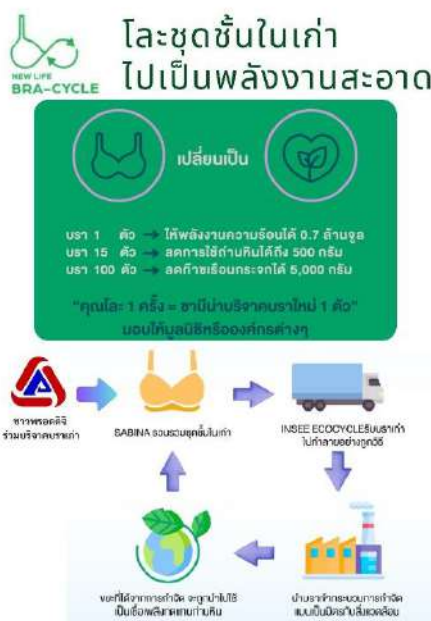 โละชุดชั้นในเก่า
ไปเป็นพลังงานสะอาด
NEW LIFE
BRA-CYCLE
เปลี่ยนเป็น
บรา 1 ตัว → ให้พลังงานความร้อนได้ 0.7 ล้านจูล
บรา 15 ตัว → ลดการใช้ถ่านหินได้ถึง 500 กรัม
บรา 100 ตัว → ลดก๊าซเรือนกระจกได้ 5,000 กรัม
"คุณโละ 1 ครั้ง = ซาบีน่าบริจาคบราใหม่ 1 ตัว"
มอบให้มูลนิธิหรือองค์กรต่างๆ
ชาวพรอดดิจิ
ร่วมบริจาคบราเก่า
SABINA รวบรวมชุดชั้นในเก่า
INSEE ECOCYCLEรับบราเก่า
ไปทำลายอย่างถูกวิธี
นำบราเข้ากระบวนการกำจัด
แบบเป็นมิตรกับสิ่งแวดล้อม
ขยะที่ได้จากการกำจัด จะถูกนำไปใช้
เป็นเชื้อเพลิงทดแทนถ่านหิน